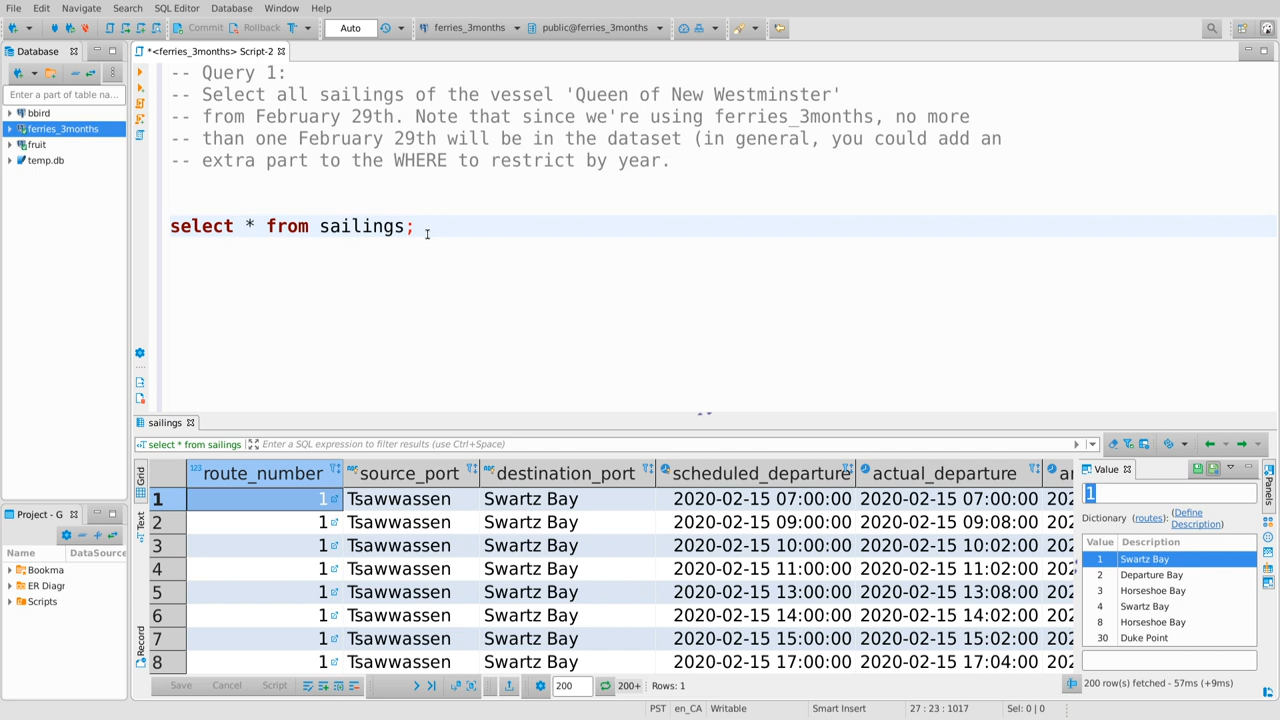 File Edit Navigate Search SQL Editor Database Window Help
Commit Rollback Auto ferries_3months public@ferries_3months
Database
*<ferries_3months> Script-2
Enter a part of table na...
bbird
ferries_3months
fruit
temp.db
-- Query 1:
-- Select all sailings of the vessel 'Queen of New Westminster'
-- from February 29th. Note that since we're using ferries_3months, no more
-- than one February 29th will be in the dataset (in general, you could add an
-- extra part to the WHERE to restrict by year.
select * from sailings;
Project - G
Name DataSource
Bookma
ER Diagr
Scripts
sailings
select * from sailings Enter a SQL expression to filter results (use Ctrl+Space)
Grid
Text
Record
123 route_number source_port destination_port scheduled_departure actual_departure
1 1 Tsawwassen Swartz Bay 2020-02-15 07:00:00 2020-02-15 07:00:00 202
2 1 Tsawwassen Swartz Bay 2020-02-15 09:00:00 2020-02-15 09:08:00 202
3 1 Tsawwassen Swartz Bay 2020-02-15 10:00:00 2020-02-15 10:02:00 202
4 1 Tsawwassen Swartz Bay 2020-02-15 11:00:00 2020-02-15 11:02:00 202
5 1 Tsawwassen Swartz Bay 2020-02-15 13:00:00 2020-02-15 13:08:00 202
6 1 Tsawwassen Swartz Bay 2020-02-15 14:00:00 2020-02-15 14:02:00 202
7 1 Tsawwassen Swartz Bay 2020-02-15 15:00:00 2020-02-15 15:02:00 202
8 1 Tsawwassen Swartz Bay 2020-02-15 17:00:00 2020-02-15 17:04:00 202
Value
1
Dictionary (routes): (Define
Description)
Value Description
1 Swartz Bay
2 Departure Bay
3 Horseshoe Bay
4 Swartz Bay
8 Horseshoe Bay
30 Duke Point
Panels
Save Cancel Script 200 200+ Rows: 1
200 row(s) fetched - 57ms (+9ms)
PST en_CA Writable Smart Insert 27 : 23 : 1017 Sel: 0 | 0